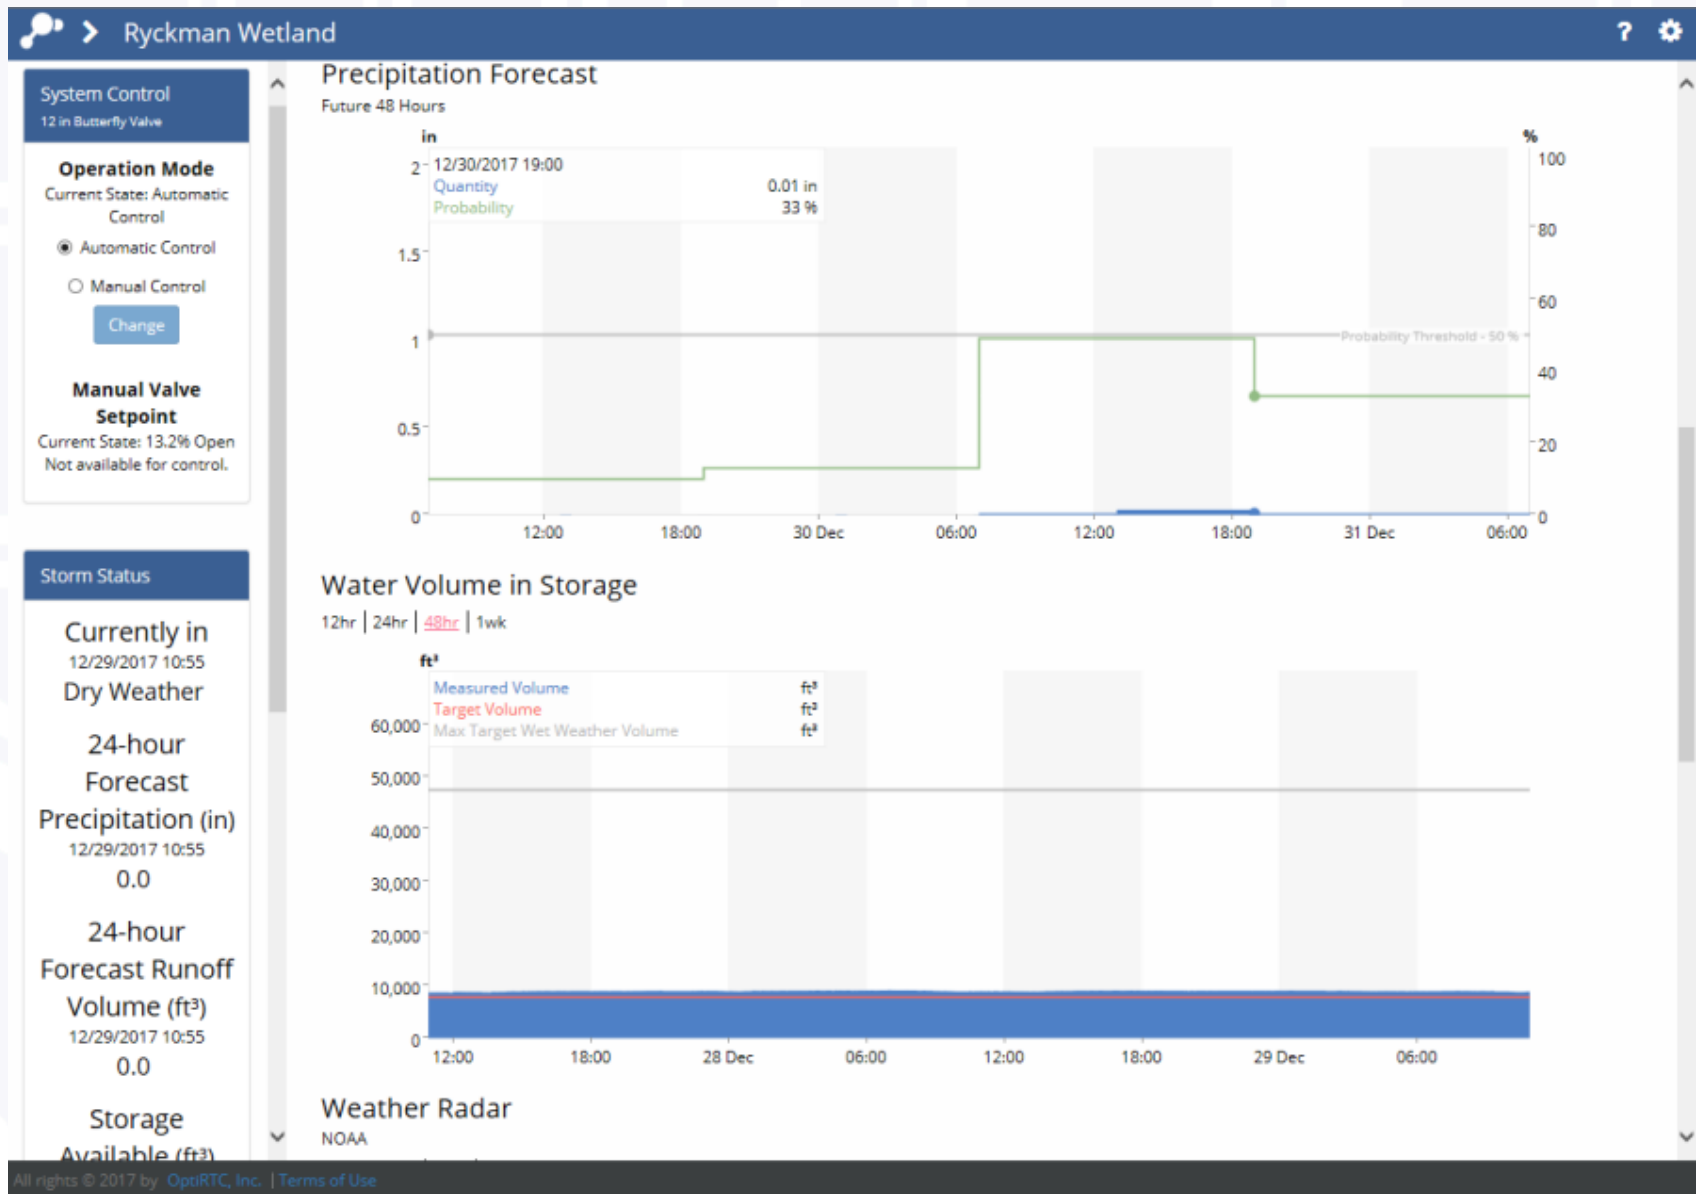 Ryckman Wetland
?
System Control
12 in Butterfly Valve
Operation Mode
Current State: Automatic
Control
Automatic Control
Manual Control
Change
Manual Valve
Setpoint
Current State: 13.2% Open
Not available for control.
Storm Status
Currently in
12/29/2017 10:55
Dry Weather
24-hour
Forecast
Precipitation (in)
12/29/2017 10:55
0.0
24-hour
Forecast Runoff
Volume (ft³)
12/29/2017 10:55
0.0
Storage
Available (ft³)
Precipitation Forecast
Future 48 Hours
in
%
12/30/2017 19:00
Quantity 0.01 in
Probability 33 %
2
1.5
1
0.5
0
100
80
60
40
20
0
Probability Threshold - 50 %
12:00 18:00 30 Dec 06:00 12:00 18:00 31 Dec 06:00
Water Volume in Storage
12hr | 24hr | 48hr | 1wk
ft³
Measured Volume ft³
Target Volume ft³
Max Target Wet Weather Volume ft³
60,000
50,000
40,000
30,000
20,000
10,000
0
12:00 18:00 28 Dec 06:00 12:00 18:00 29 Dec 06:00
Weather Radar
NOAA
All rights © 2017 by OptiRTC, Inc. | Terms of Use